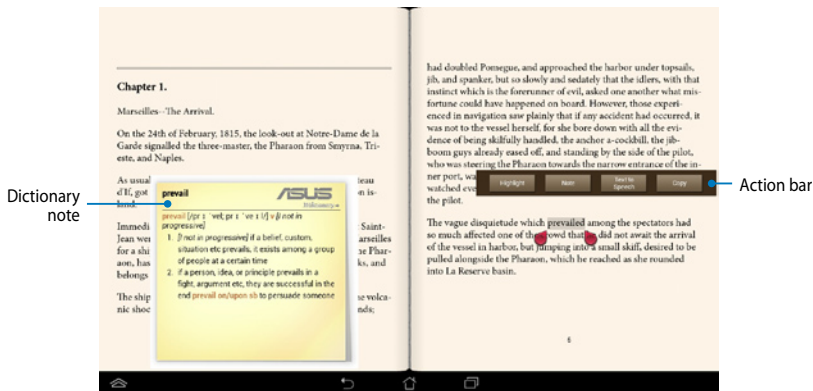 Chapter 1.
Marseilles--The Arrival.
On the 24th of February, 1815, the look-out at Notre-Dame de la
Garde signalled the three-master, the Pharaon from Smyrna, Tri-
este, and Naples.
As usual
d'If, got
land.
Immedi
Jean wer
for a shi
aon, has
belongs
The ship
nic shoc
teau
n is-
Saint-
arseilles
e Phar-
ks, and
e volca-
nds;
Dictionary
note
prevail
ASUS
prevail
v [I not in
progressive]
1. [I not in progressive] if a belief, custom,
situation etc prevails, it exists among a group
of people at a certain time
2. if a person, idea, or principle prevails in a
fight, argument etc, they are successful in the
end prevail on/upon sb to persuade someone
had doubled Pomegue, and approached the harbor under topsails,
jib, and spanker, but so slowly and sedately that the idlers, with that
instinct which is the forerunner of evil, asked one another what mis-
fortune could have happened on board. However, those experi-
enced in navigation saw plainly that if any accident had occurred, it
was not to the vessel herself, for she bore down with all the evi-
dence of being skilfully handled, the anchor a-cockbill, the jib-
boom guys already eased off, and standing by the side of the pilot,
who was steering the Pharaon towards the narrow entrance of the in-
ner port, wa
watched eve
the pilot.
Highlight
Note
Text to
Speech
Copy
Action bar
The vague disquietude which prevailed among the spectators had
so much affected one of the crowd that he did not await the arrival
of the vessel in harbor, but jumping into a small skiff, desired to be
pulled alongside the Pharaon, which he reached as she rounded
into La Reserve basin.
6